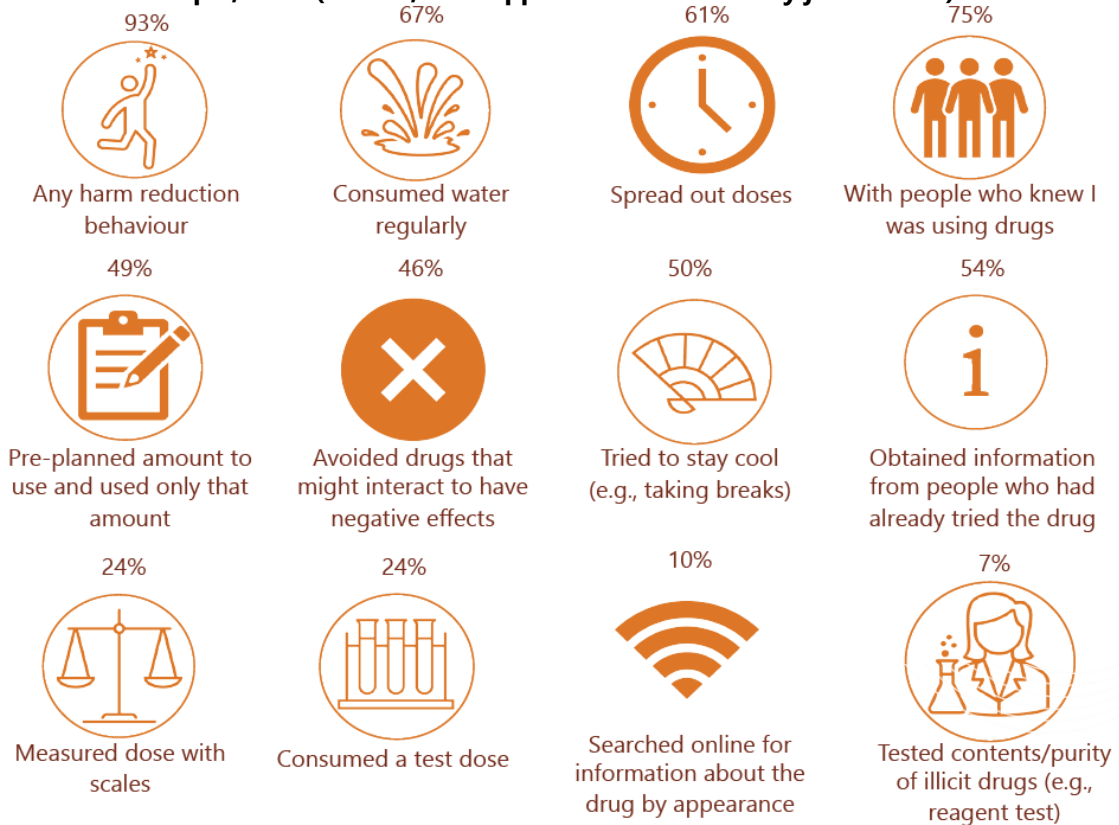 93%
67%
61%
75%
Any harm reduction
behaviour
Consumed water
regularly
Spread out doses
With people who knew I
was using drugs
49%
46%
50%
54%
i
Pre-planned amount to
use and used only that
amount
Avoided drugs that
might interact to have
negative effects
Tried to stay cool
(e.g., taking breaks)
Obtained information
from people who had
already tried the drug
24%
24%
10%
7%
Measured dose with
scales
Consumed a test dose
Searched online for
information about the
drug by appearance
Tested contents/purity
of illicit drugs (e.g.,
reagent test)